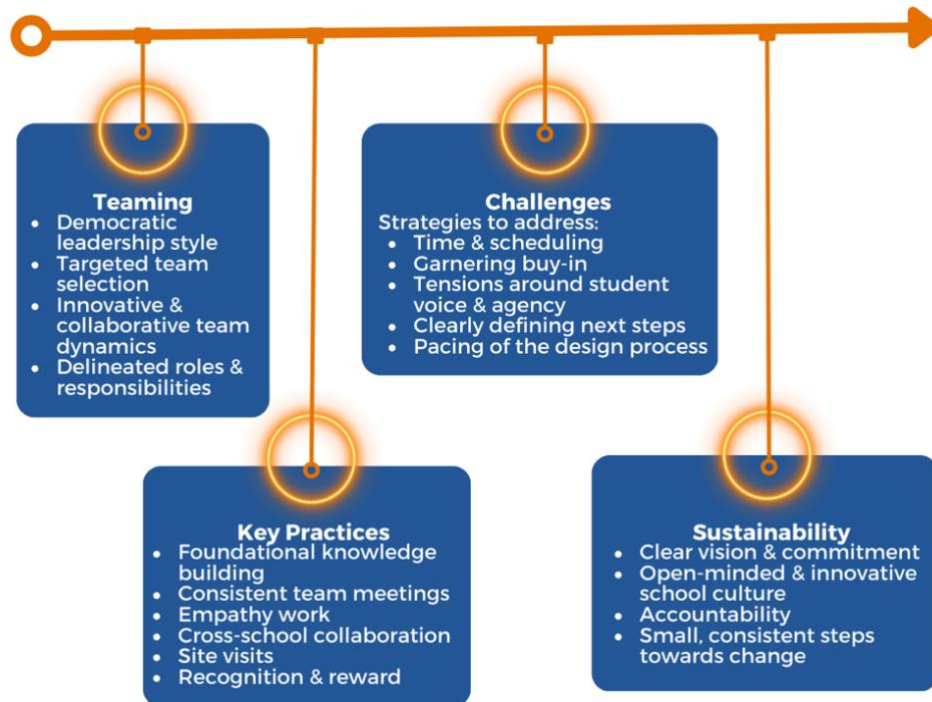 Teaming
• Democratic
leadership style
• Targeted team
selection
• Innovative &
collaborative team
dynamics
• Delineated roles &
responsibilities
Key Practices
• Foundational knowledge
building
• Consistent team meetings
• Empathy work
• Cross-school collaboration
• Site visits
• Recognition & reward
Challenges
Strategies to address:
• Time & scheduling
• Garnering buy-in
• Tensions around student
voice & agency
• Clearly defining next steps
• Pacing of the design process
Sustainability
• Clear vision & commitment
• Open-minded & innovative
school culture
• Accountability
• Small, consistent steps
towards change